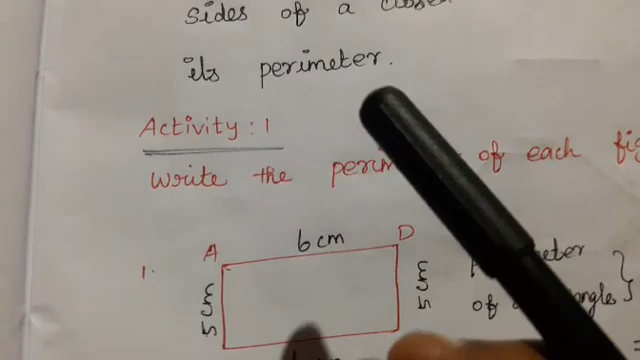 sides of a
its perimeter.
Activity : 1
Write the of each
A 6 cm D
1. 5 cm 5 cm
of